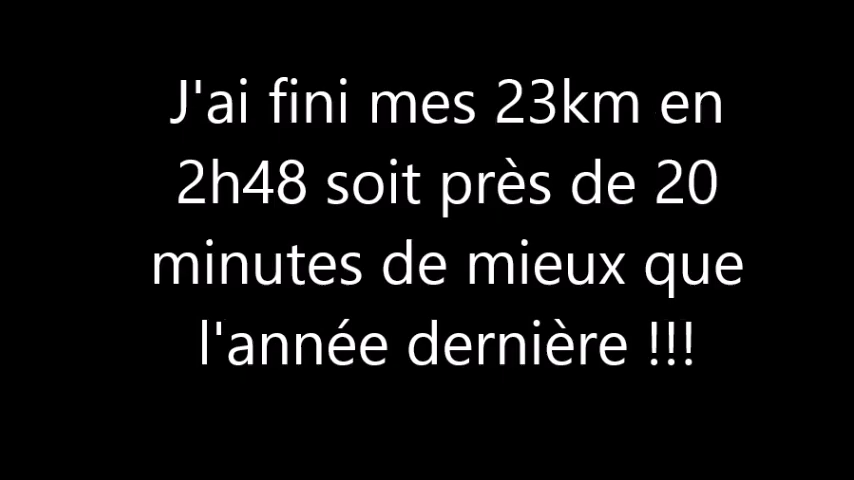 J'ai fini mes 23km en
2h48 soit près de 20
minutes de mieux que
l'année dernière !!!